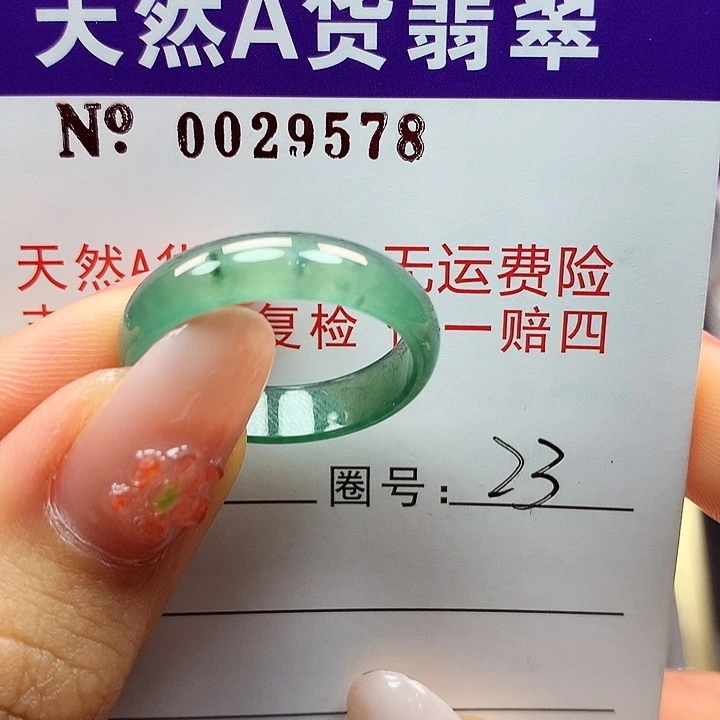 天然A货翡翠
Nº 0029578
天然A货 无运费险
复检 一赔四
圈号: 23